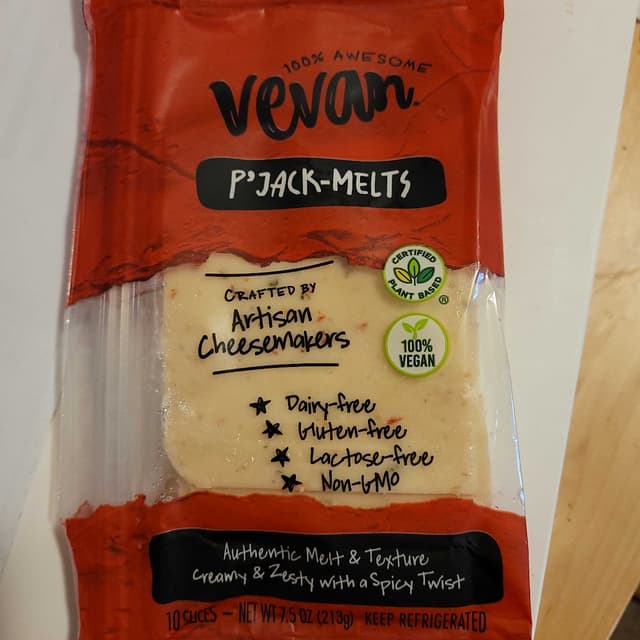 100% AWESOME
vevan
P'JACK-MELTS
CERTIFIED
PLANT BASED
®
CRAFTED BY
Artisan
Cheesemakers
100%
VEGAN
Dairy-free
Gluten-free
Lactose-free
Non-GMO
Authentic Melt & Texture
Creamy & Zesty with a Spicy Twist
10 SLICES – NET WT 7.5 OZ (213g) KEEP REFRIGERATED